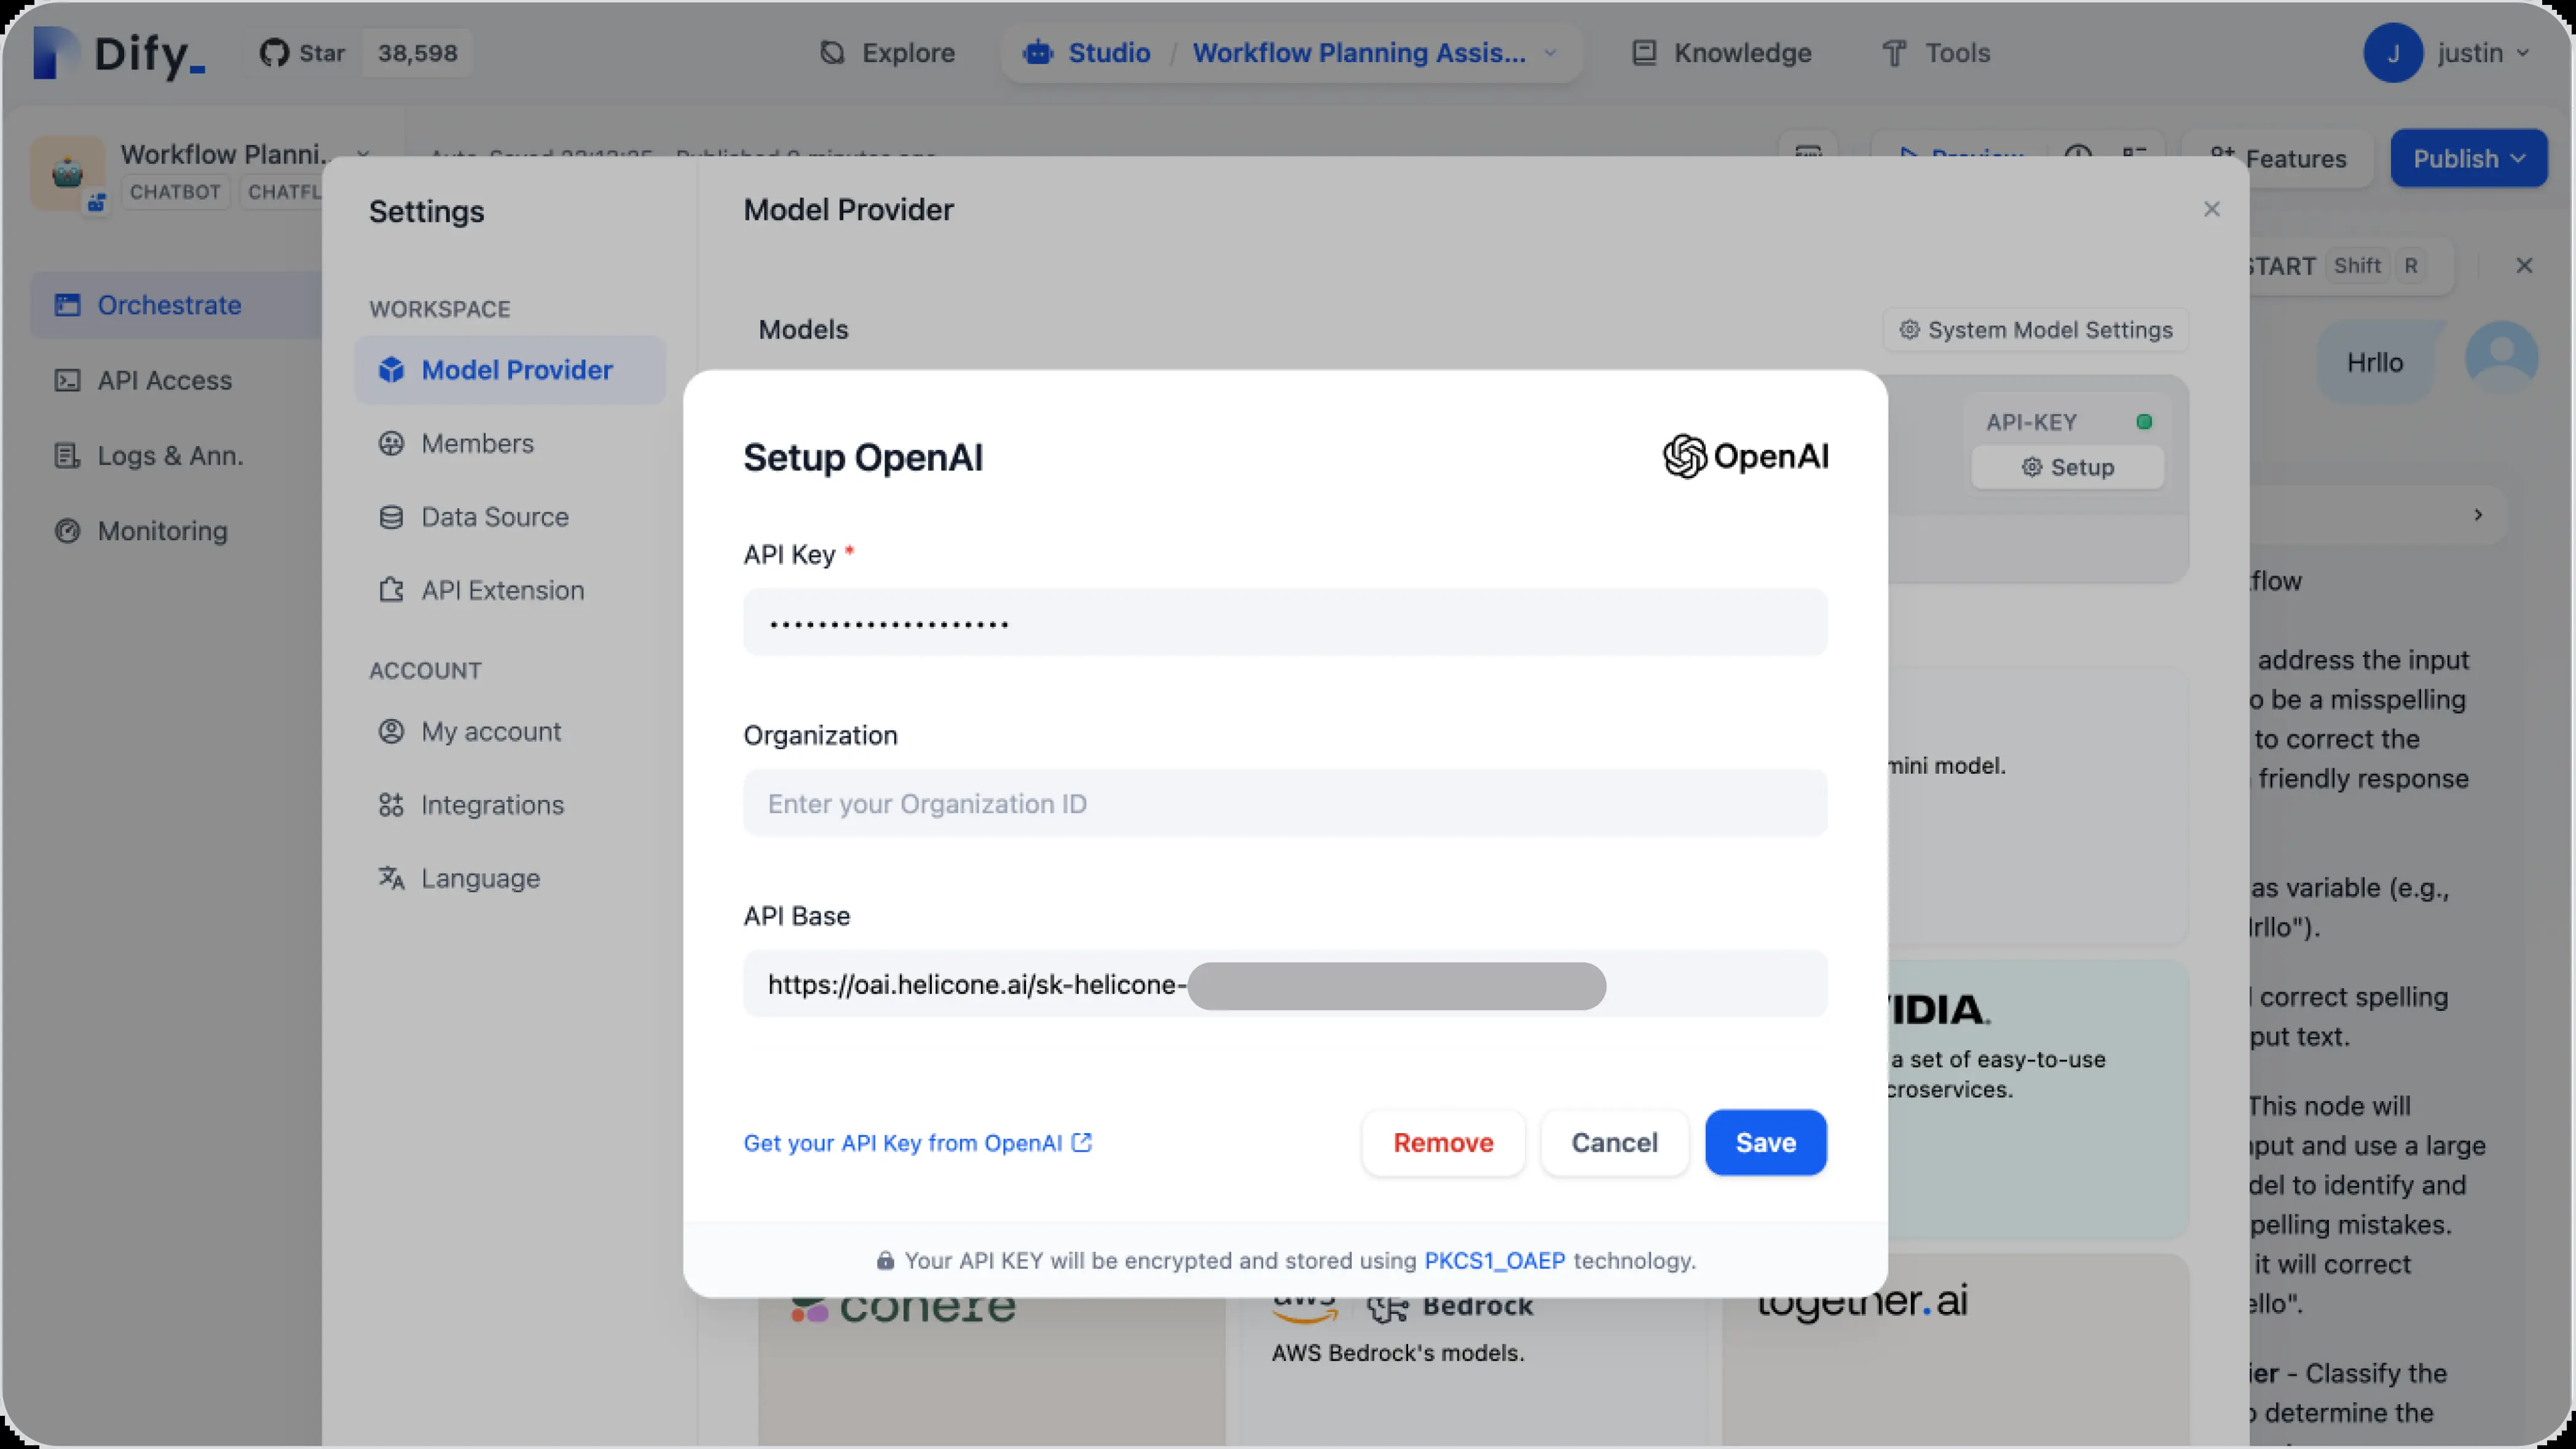 Dify_
Star 38,598
Explore
Studio / Workflow Planning Assis...
Knowledge
Tools
J justin
Workflow Planni...
CHATBOT CHATFL
Features
Publish
Orchestrate
API Access
Logs & Ann.
Monitoring
Settings
WORKSPACE
Model Provider
Members
Data Source
API Extension
ACCOUNT
My account
Integrations
Language
Model Provider
Models
System Model Settings
API-KEY
Setup
Setup OpenAI
OpenAI
API Key *
Organization
Enter your Organization ID
API Base
https://oai.helicone.ai/sk-helicone-
Get your API Key from OpenAI
Remove
Cancel
Save
Your API KEY will be encrypted and stored using PKCS1_OAEP technology.
mini model.
VIDIA.
a set of easy-to-use
croservices.
cohere
aws Bedrock
AWS Bedrock's models.
together.ai
START Shift R
Hrllo
flow
address the input
o be a misspelling
to correct the
friendly response
as variable (e.g.,
Hrllo").
correct spelling
put text.
This node will
nput and use a large
del to identify and
pelling mistakes.
it will correct
ello".
ier - Classify the
o determine the